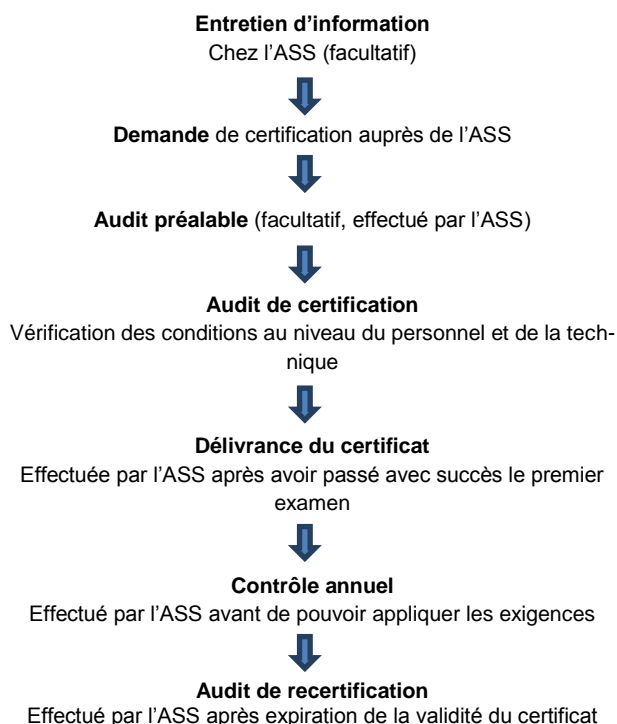 Entretien d’information
Chez l’ASS (facultatif)
Demande de certification auprès de l’ASS
Audit préalable (facultatif, effectué par l’ASS)
Audit de certification
Vérification des conditions au niveau du personnel et de la tech-
nique
Délivrance du certificat
Effectuée par l’ASS après avoir passé avec succès le premier
examen
Contrôle annuel
Effectué par l’ASS avant de pouvoir appliquer les exigences
Audit de recertification
Effectué par l’ASS après expiration de la validité du certificat